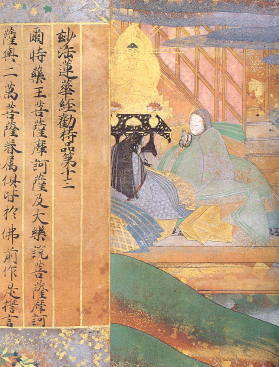 妙法蓮華經勸持品第十三
爾時藥王菩薩摩訶薩及大樂說菩薩摩訶
薩與二萬菩薩眷屬俱皆於佛前作是誓言